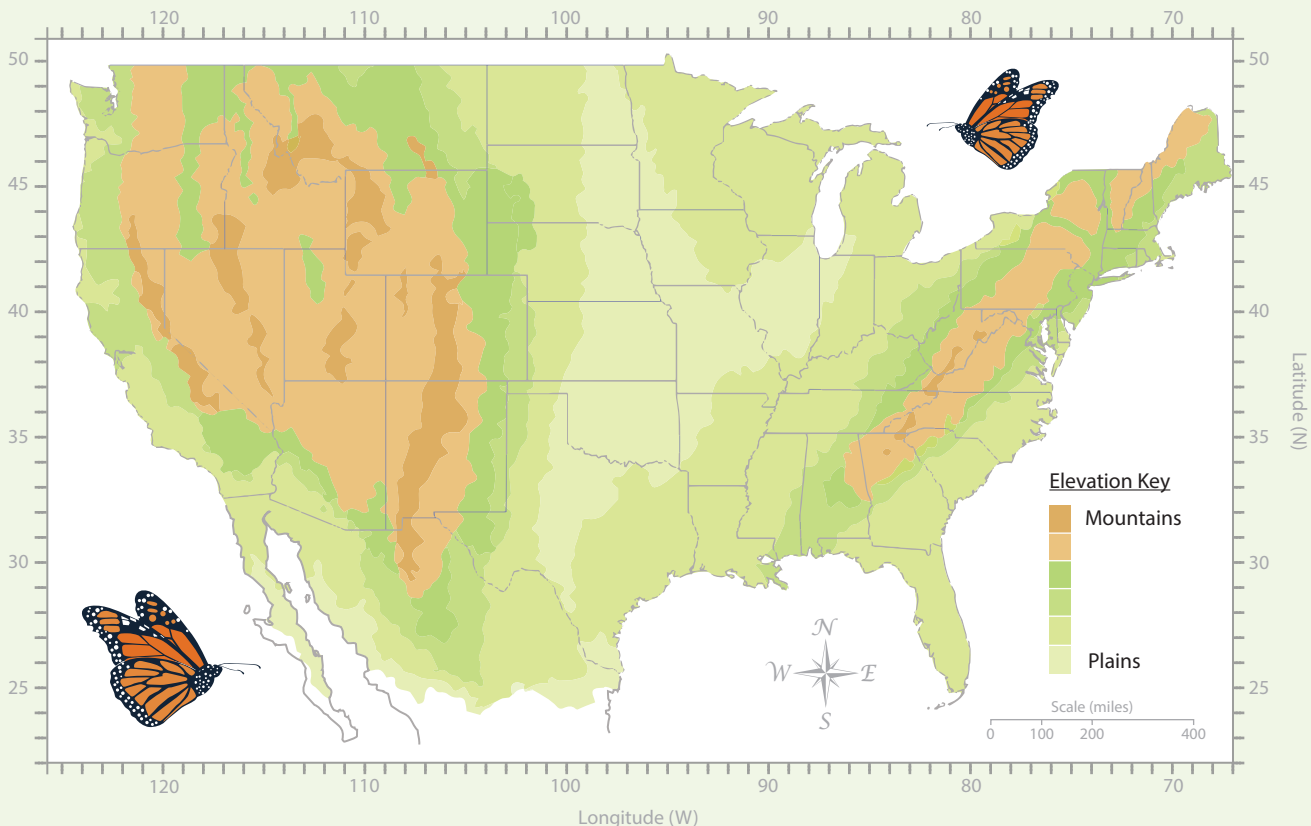 120 110 100 90 80 70
50 50
45 45
40 40
Latitude (N)
35 35
Elevation Key
Mountains
30 30
N
Plains
W E
25 25
S
Scale (miles)
0 100 200 400
120 110 100 90 80 70
Longitude (W)